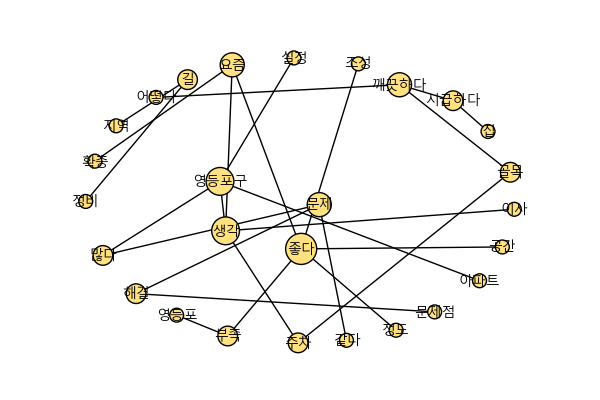 실정
조성
요즘
길
깨끗하다
어떻다
시급하다
지역
집
확충
골목
영등포구
정비
문제
이사
생각
공간
좋다
많다
아파트
해결
문제점
영등포
정도
부족
같다
주차